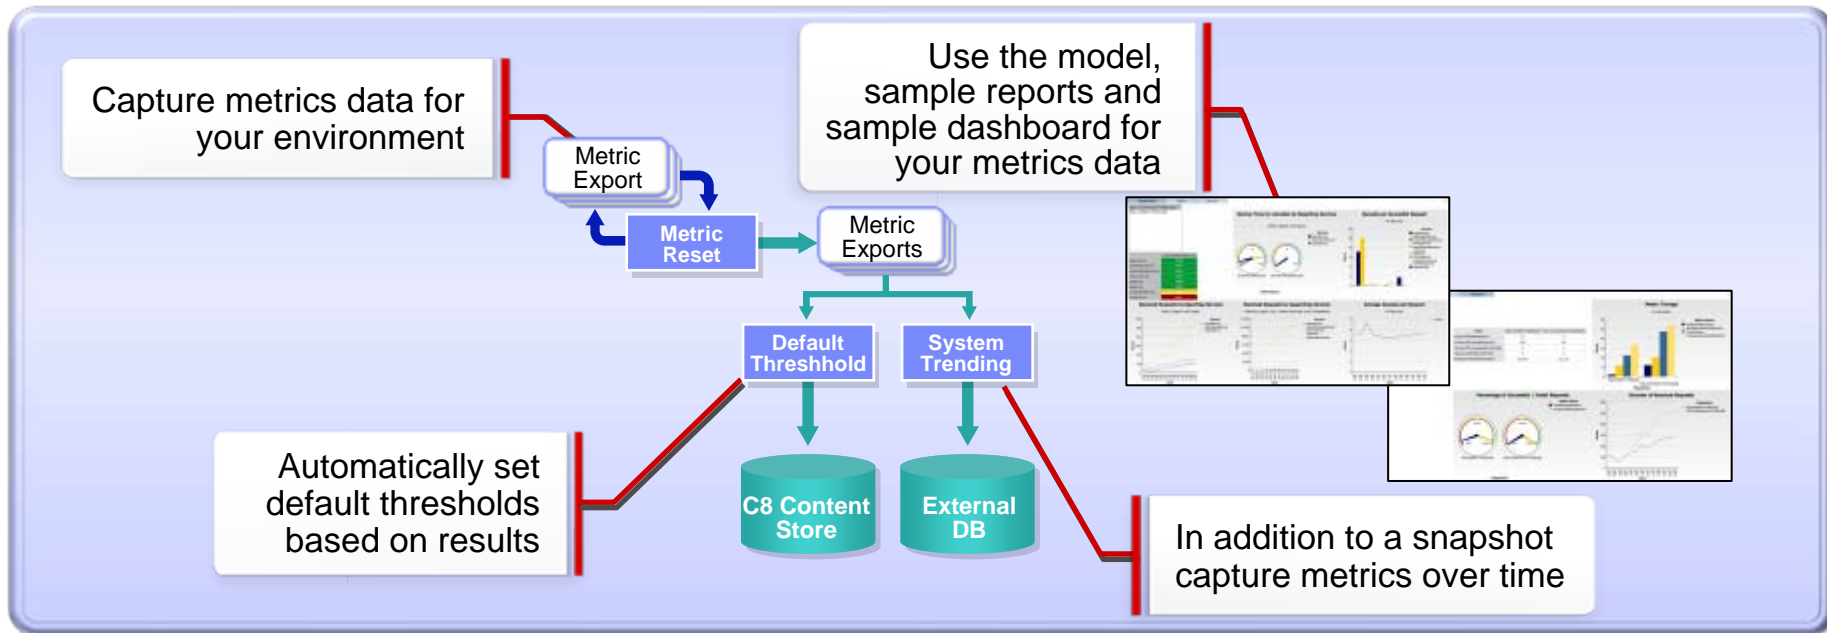 Capture metrics data for
your environment
Use the model,
sample reports and
sample dashboard for
your metrics data
Metric
Export
Metric
Reset
Metric
Exports
Default
Threshhold
System
Trending
C8 Content
Store
External
DB
Automatically set
default thresholds
based on results
In addition to a snapshot
capture metrics over time